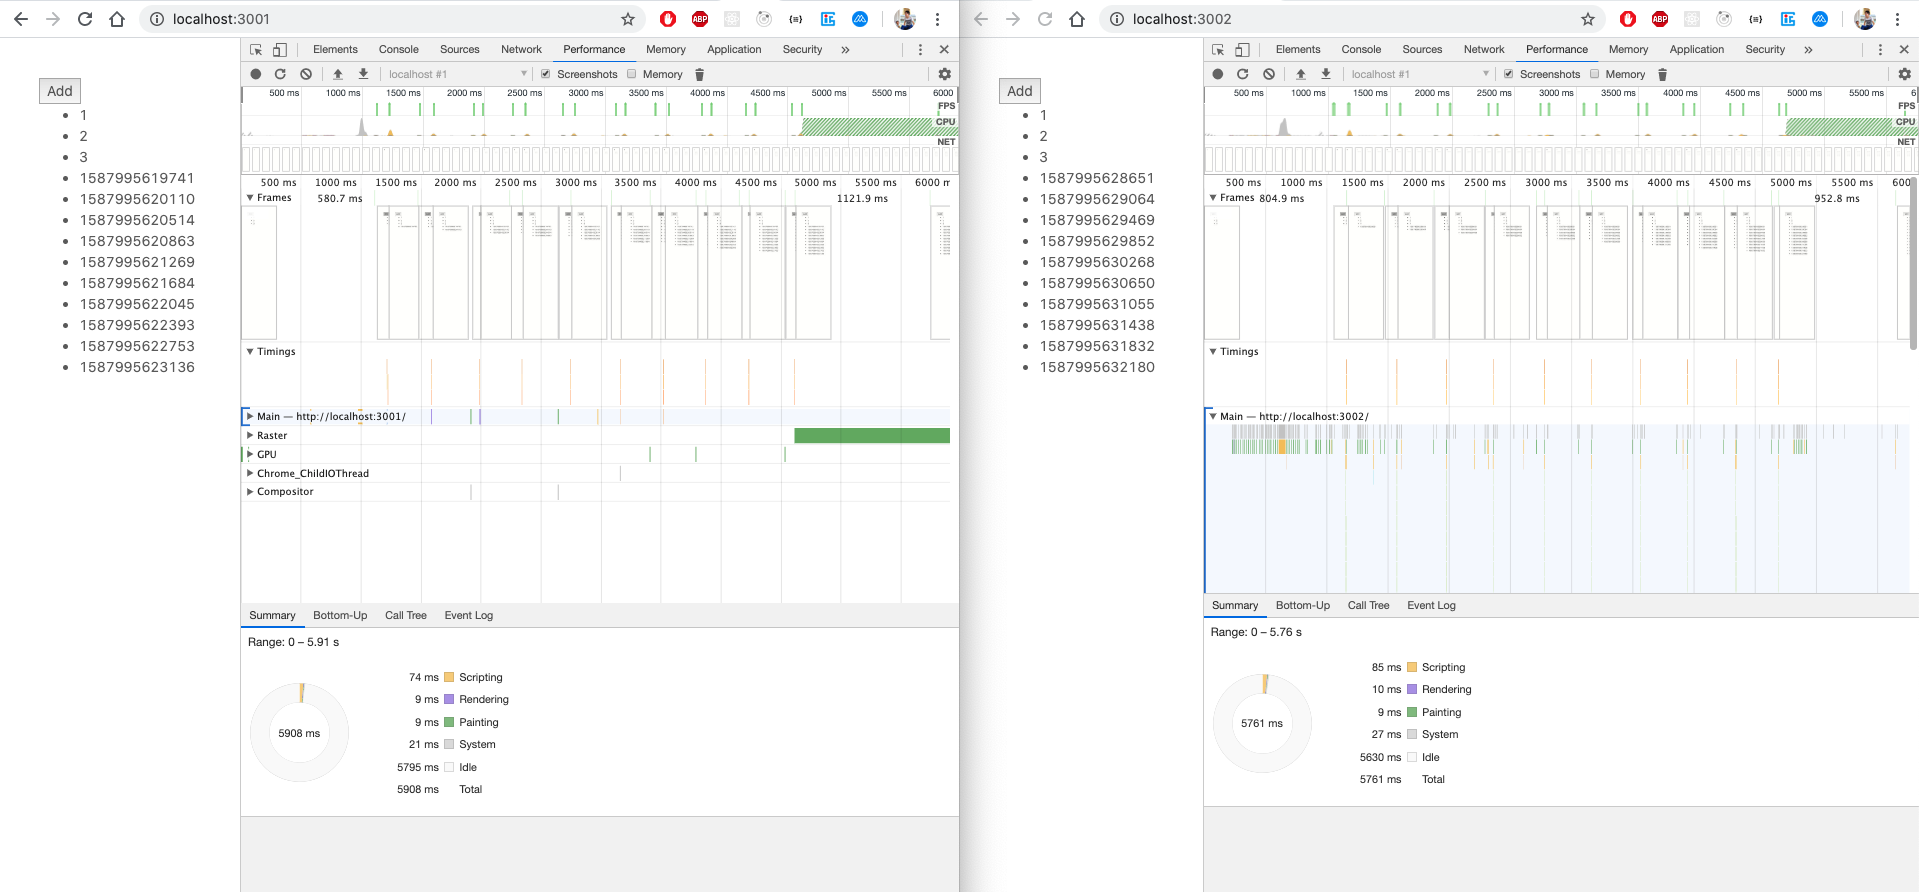 localhost:3001
ABP
Elements Console Sources Network Performance Memory Application Security »
localhost #1 Screenshots Memory
500 ms 1000 ms 1500 ms 2000 ms 2500 ms 3000 ms 3500 ms 4000 ms 4500 ms 5000 ms 5500 ms 6000
FPS
CPU
NET
500 ms 1000 ms 1500 ms 2000 ms 2500 ms 3000 ms 3500 ms 4000 ms 4500 ms 5000 ms 5500 ms 6000 m
Frames 580.7 ms 1121.9 ms
Timings
Main — http://localhost:3001/
Raster
GPU
Chrome_ChildIOThread
Compositor
Summary Bottom-Up Call Tree Event Log
Range: 0 – 5.91 s
5908 ms
74 ms Scripting
9 ms Rendering
9 ms Painting
21 ms System
5795 ms Idle
5908 ms Total
Add
1
2
3
1587995619741
1587995620110
1587995620514
1587995620863
1587995621269
1587995621684
1587995622045
1587995622393
1587995622753
1587995623136
localhost:3002
ABP
Elements Console Sources Network Performance Memory Application Security »
localhost #1 Screenshots Memory
500 ms 1000 ms 1500 ms 2000 ms 2500 ms 3000 ms 3500 ms 4000 ms 4500 ms 5000 ms 5500 ms 6
FPS
CPU
NET
500 ms 1000 ms 1500 ms 2000 ms 2500 ms 3000 ms 3500 ms 4000 ms 4500 ms 5000 ms 5500 ms 600
Frames 804.9 ms 952.8 ms
Timings
Main — http://localhost:3002/
Summary Bottom-Up Call Tree Event Log
Range: 0 – 5.76 s
5761 ms
85 ms Scripting
10 ms Rendering
9 ms Painting
27 ms System
5630 ms Idle
5761 ms Total
Add
1
2
3
1587995628651
1587995629064
1587995629469
1587995629852
1587995630268
1587995630650
1587995631055
1587995631438
1587995631832
1587995632180